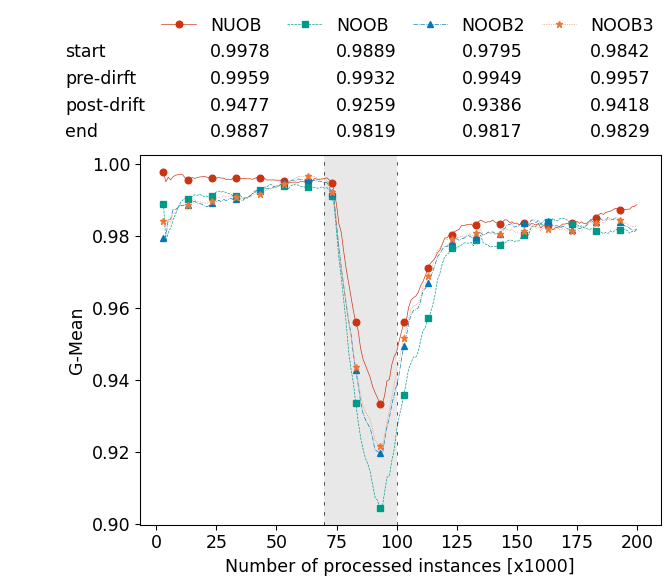 NUOB NOOB NOOB2 NOOB3
start 0.9978 0.9889 0.9795 0.9842
pre-dirft 0.9959 0.9932 0.9949 0.9957
post-drift 0.9477 0.9259 0.9386 0.9418
end 0.9887 0.9819 0.9817 0.9829
1.00
0.98
0.96
0.94
0.92
0.90
G-Mean
0 25 50 75 100 125 150 175 200
Number of processed instances [x1000]